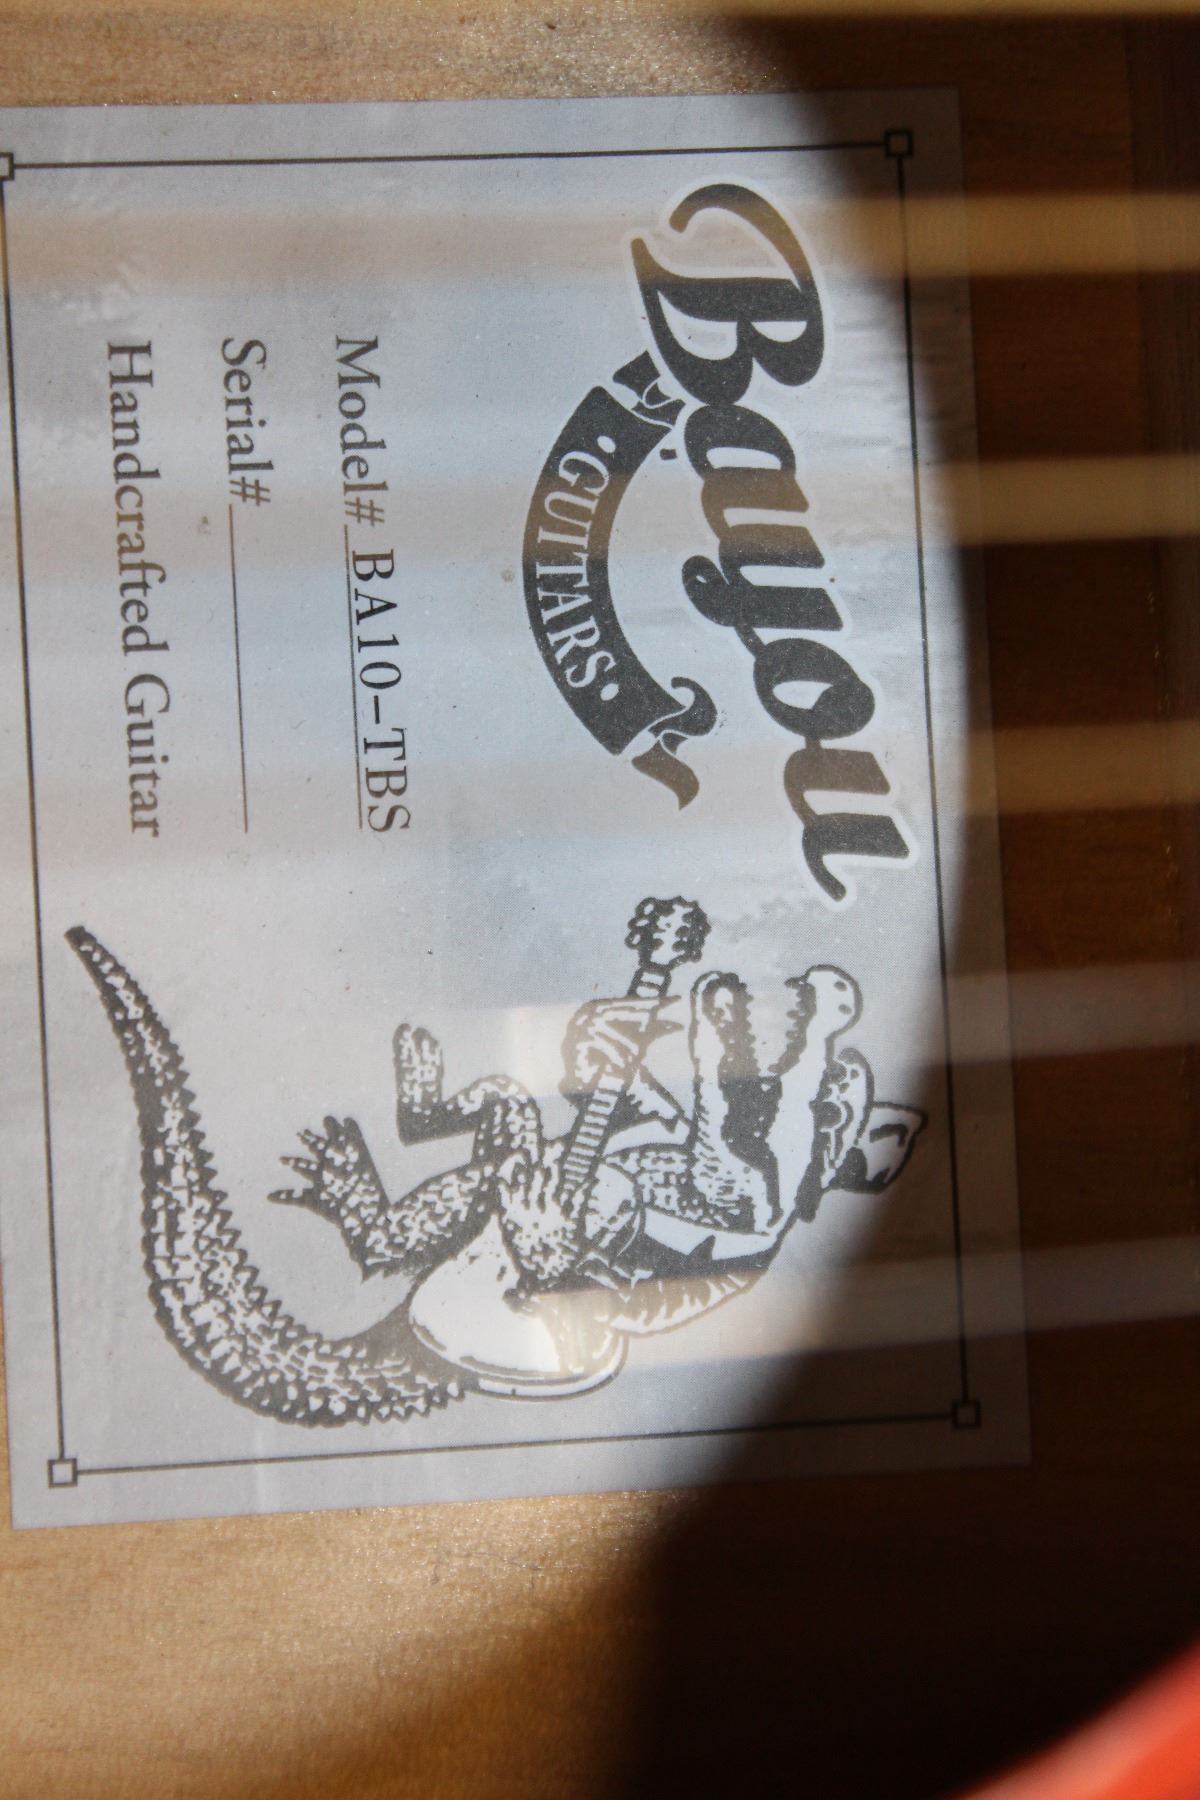 Bayou
• GUITARS •
Model# BA10-TBS
Serial#
Handcrafted Guitar